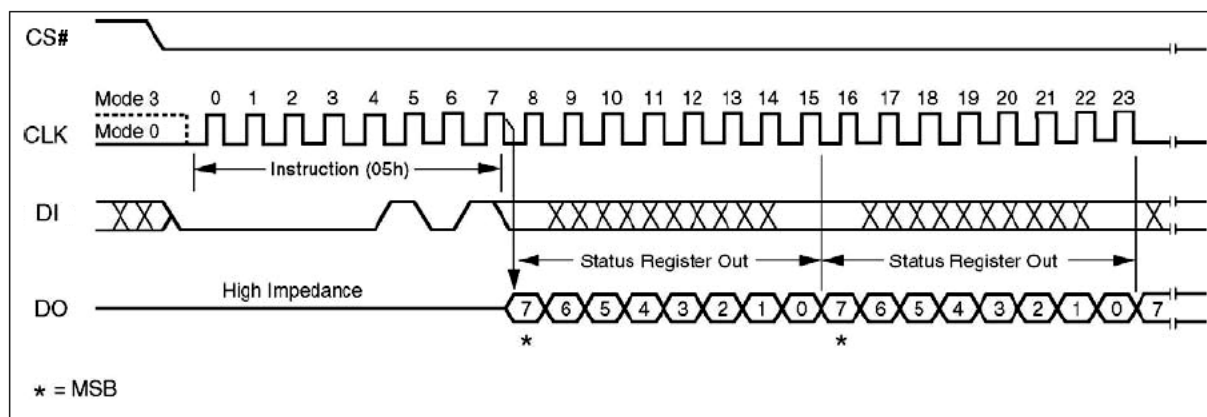 CS#
Mode 3 0 1 2 3 4 5 6 7 8 9 10 11 12 13 14 15 16 17 18 19 20 21 22 23
CLK Mode 0
Instruction (05h)
DI
Status Register Out Status Register Out
High Impedance
DO 7 6 5 4 3 2 1 0 7 6 5 4 3 2 1 0 7
* *
* = MSB